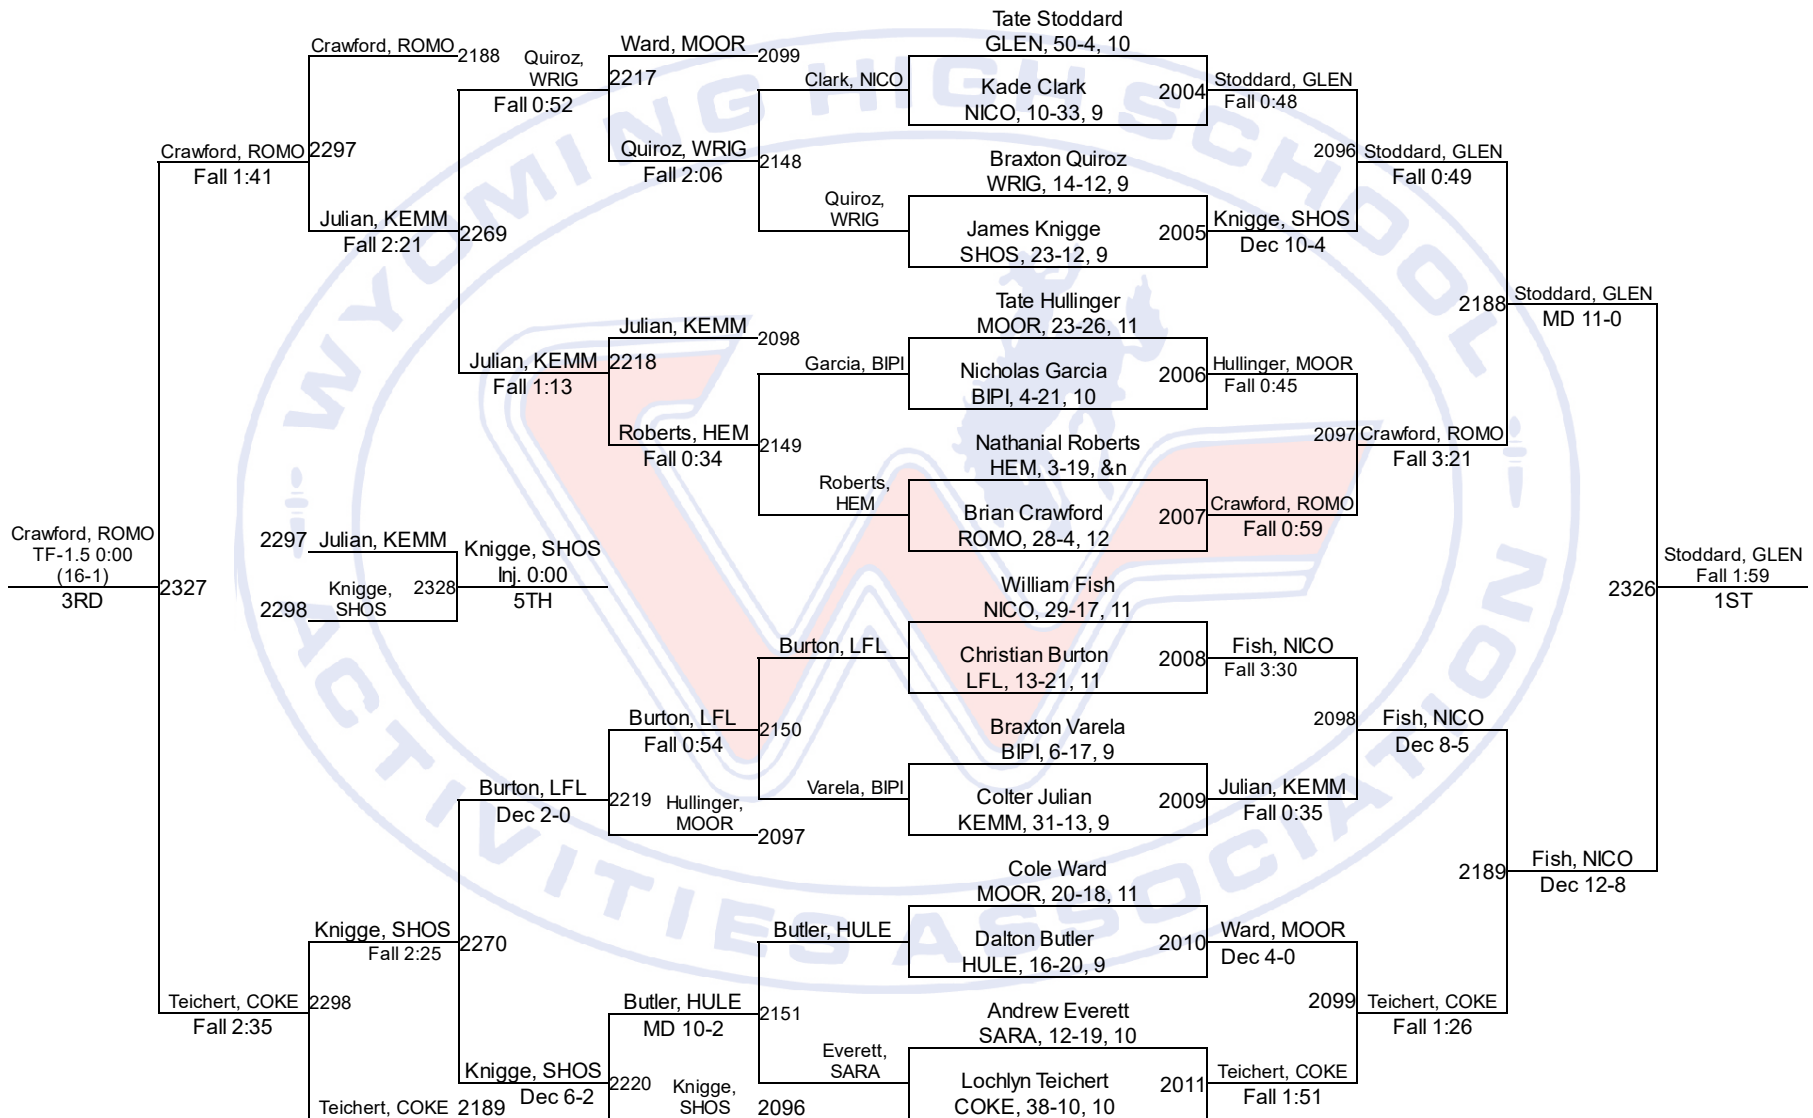 Tate Stoddard
GLEN, 50-4, 10
Crawford, ROMO
2188
Quiroz,
WRIG
Fall 0:52
Ward, MOOR
2099
2217
Clark, NICO
Kade Clark
NICO, 10-33, 9
2004
Stoddard, GLEN
Fall 0:48
Crawford, ROMO
Fall 1:41
2297
Quiroz, WRIG
Fall 2:06
2148
Braxton Quiroz
WRIG, 14-12, 9
2096
Stoddard, GLEN
Fall 0:49
Julian, KEMM
Fall 2:21
2269
Quiroz,
WRIG
James Knigge
SHOS, 23-12, 9
2005
Knigge, SHOS
Dec 10-4
Tate Hullinger
MOOR, 23-26, 11
2188
Stoddard, GLEN
MD 11-0
Julian, KEMM
2098
Julian, KEMM
Fall 1:13
2218
Garcia, BIPI
Nicholas Garcia
BIPI, 4-21, 10
2006
Hullinger, MOOR
Fall 0:45
Roberts, HEM
Fall 0:34
2149
Nathanial Roberts
HEM, 3-19, &n
2097
Crawford, ROMO
Fall 3:21
Roberts,
HEM
Brian Crawford
ROMO, 28-4, 12
2007
Crawford, ROMO
Fall 0:59
Crawford, ROMO
TF-1.5 0:00
(16-1)
3RD
2327
2297
Julian, KEMM
Knigge,
SHOS
2298
2328
Knigge, SHOS
Inj. 0:00
5TH
William Fish
NICO, 29-17, 11
2326
Stoddard, GLEN
Fall 1:59
1ST
Burton, LFL
Christian Burton
LFL, 13-21, 11
2008
Fish, NICO
Fall 3:30
Burton, LFL
Fall 0:54
2150
Braxton Varela
BIPI, 6-17, 9
2098
Fish, NICO
Dec 8-5
Burton, LFL
Dec 2-0
2219
Hullinger,
MOOR
2097
Varela, BIPI
Colter Julian
KEMM, 31-13, 9
2009
Julian, KEMM
Fall 0:35
Cole Ward
MOOR, 20-18, 11
2189
Fish, NICO
Dec 12-8
Knigge, SHOS
Fall 2:25
2270
Butler, HULE
Dalton Butler
HULE, 16-20, 9
2010
Ward, MOOR
Dec 4-0
Teichert, COKE
Fall 2:35
2298
Butler, HULE
MD 10-2
2151
Andrew Everett
SARA, 12-19, 10
2099
Teichert, COKE
Fall 1:26
Knigge, SHOS
Dec 6-2
2220
Knigge,
SHOS
2096
Everett,
SARA
Lochlyn Teichert
COKE, 38-10, 10
2011
Teichert, COKE
Fall 1:51
Teichert, COKE
2189
WYOMING HIGH SCHOOL
ACTIVITIES ASSOCIATION